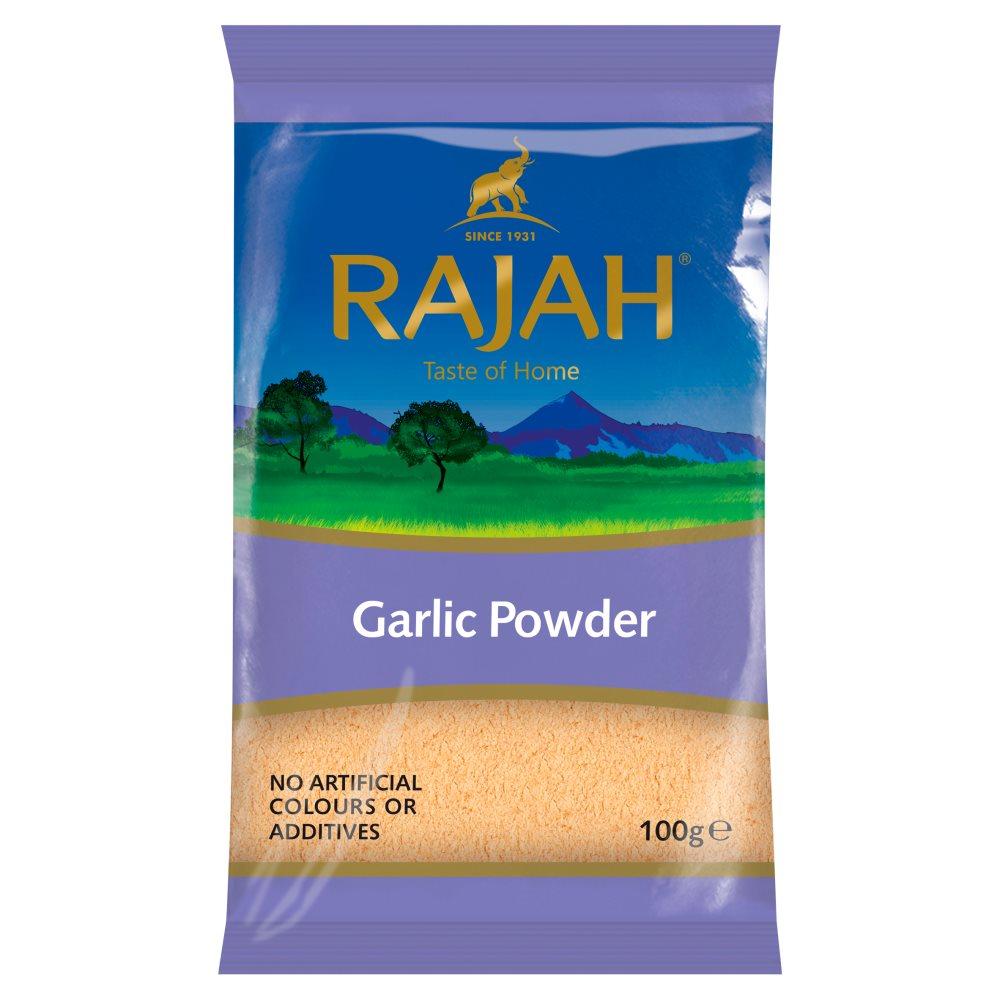 SINCE 1931
RAJAH®
Taste of Home
Garlic Powder
NO ARTIFICIAL
COLOURS OR
ADDITIVES
100g ℮